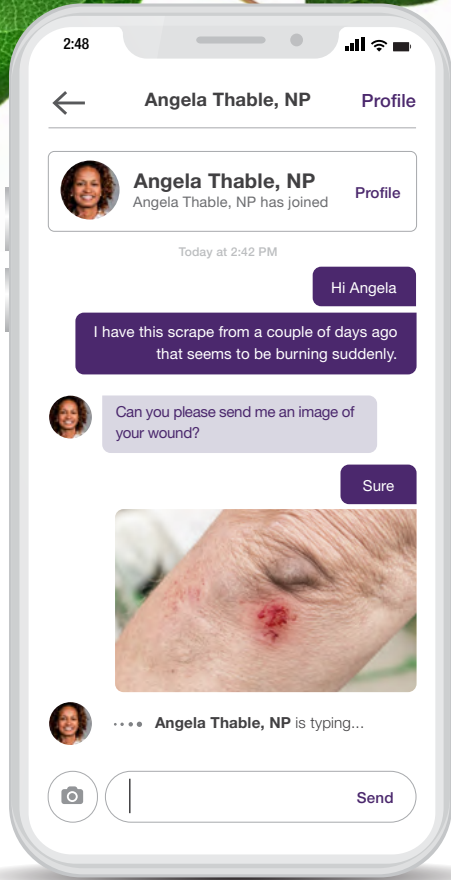 2:48
Angela Thable, NP Profile
Angela Thable, NP
Angela Thable, NP has joined
Profile
Today at 2:42 PM
Hi Angela
I have this scrape from a couple of days ago
that seems to be burning suddenly.
Can you please send me an image of
your wound?
Sure
Angela Thable, NP is typing...
Send